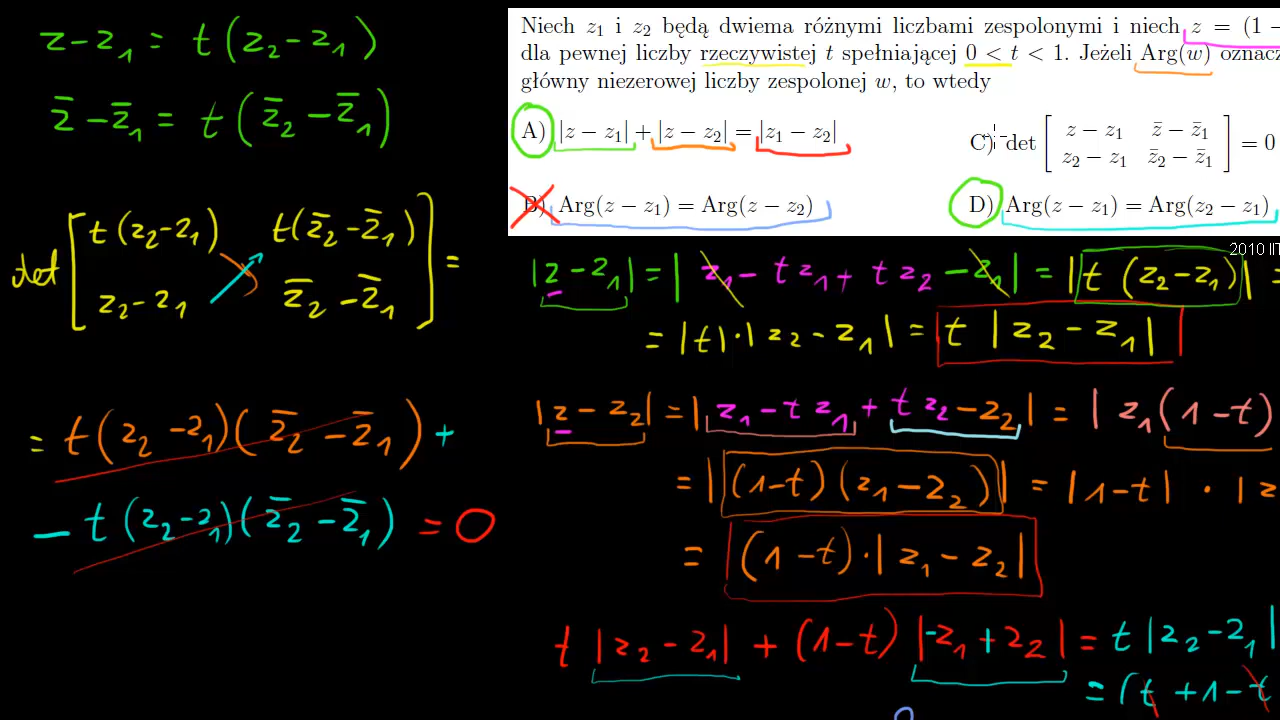 z - z₁ = t(z₂ - z₁)
z̄ - z̄₁ = t(z̄₂ - z̄₁)
det [ t(z₂ - z₁) t(z̄₂ - z̄₁)
z₂ - z₁ z̄₂ - z̄₁ ] =
= t(z₂ - z₁)(z̄₂ - z̄₁) +
- t(z₂ - z₁)(z̄₂ - z̄₁) = 0
Niech z₁ i z₂ będą dwiema różnymi liczbami zespolonymi i niech z = (1 -
dla pewnej liczby rzeczywistej t spełniającej 0 < t < 1. Jeżeli Arg(w) oznacz
główny niezerowej liczby zespolonej w, to wtedy
A) |z - z₁| + |z - z₂| = |z₁ - z₂|
C) det [ z - z₁ z̄ - z̄₁
z₂ - z₁ z̄₂ - z̄₁ ] = 0
B) Arg(z - z₁) = Arg(z - z₂)
D) Arg(z - z₁) = Arg(z₂ - z₁)
2010 II
|z - z₁| = | z₁ - t z₁ + t z₂ - z₁| = |t (z₂ - z₁)| =
= |t| · |z₂ - z₁| = t |z₂ - z₁|
|z - z₂| = |z₁ - t z₁ + t z₂ - z₂| = | z₁(1 - t)
= |(1 - t)(z₁ - z₂)| = |1 - t| · |z
= (1 - t) · |z₁ - z₂|
t |z₂ - z₁| + (1 - t) |-z₁ + z₂| = t |z₂ - z₁|
= (t + 1 - t